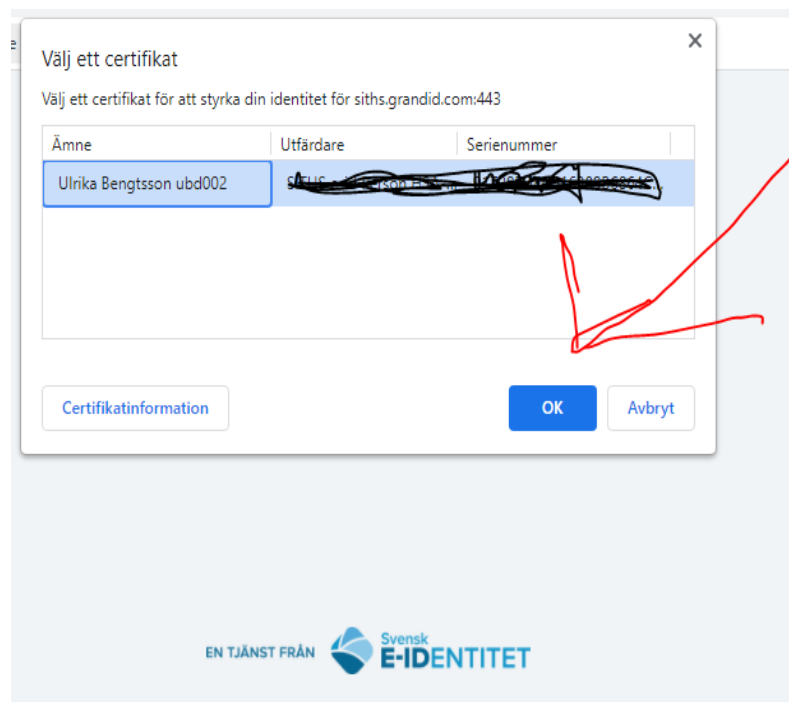 Välj ett certifikat
Välj ett certifikat för att styrka din identitet för siths.grandid.com:443
Ämne Utfärdare Serienummer
Ulrika Bengtsson ubd002
Certifikatinformation OK Avbryt
EN TJÄNST FRÅN Svensk
E-IDENTITET